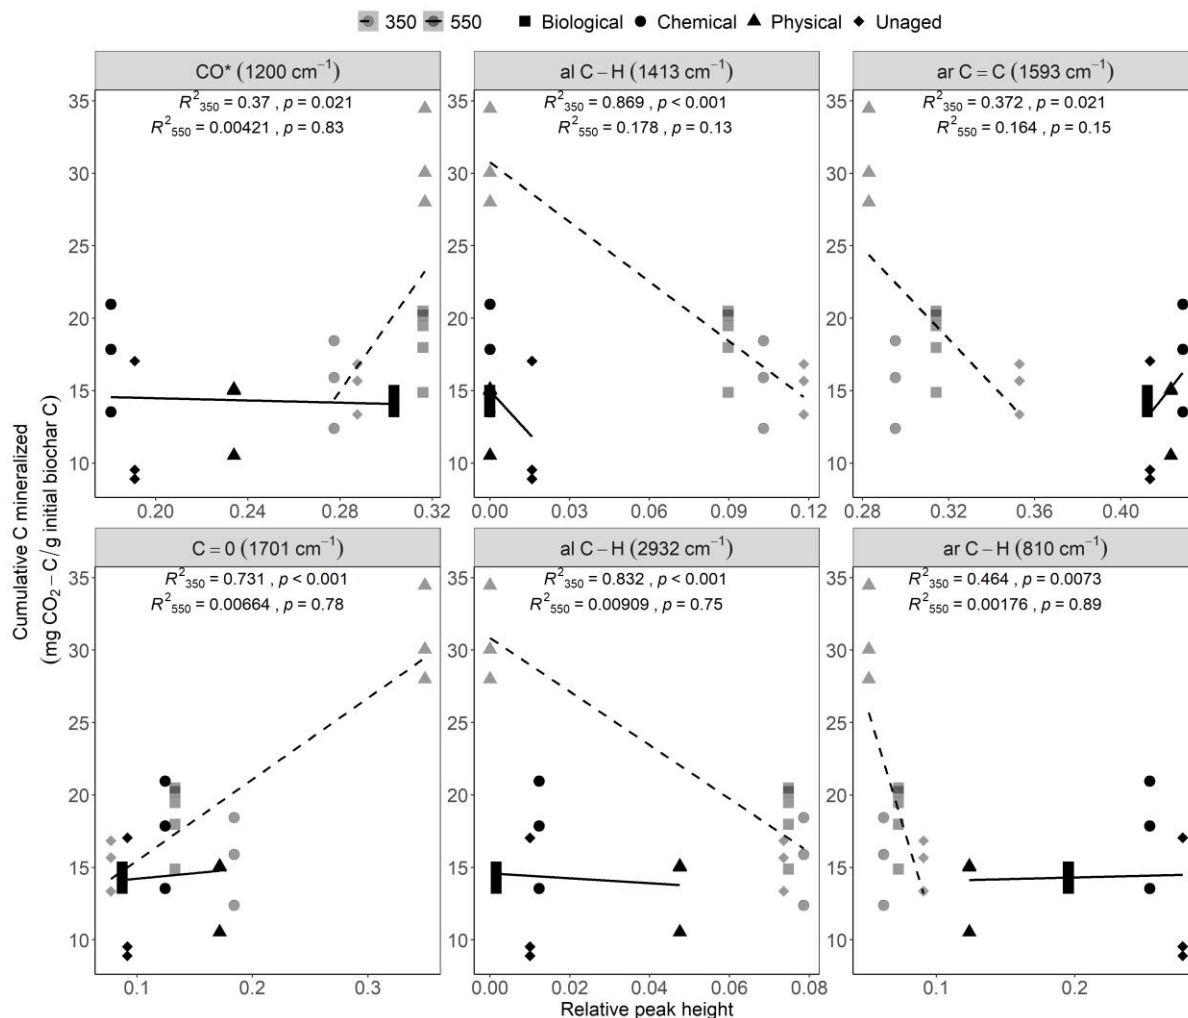 350 550 Biological Chemical Physical Unaged
CO* (1200 cm⁻¹)
R²₃₅₀ = 0.37 , p = 0.021
R²₅₅₀ = 0.00421 , p = 0.83
al C − H (1413 cm⁻¹)
R²₃₅₀ = 0.869 , p < 0.001
R²₅₅₀ = 0.178 , p = 0.13
ar C = C (1593 cm⁻¹)
R²₃₅₀ = 0.372 , p = 0.021
R²₅₅₀ = 0.164 , p = 0.15
35
30
25
20
15
10
0.20 0.24 0.28 0.32
0.00 0.03 0.06 0.09 0.12
0.28 0.32 0.36 0.40
C = 0 (1701 cm⁻¹)
R²₃₅₀ = 0.731 , p < 0.001
R²₅₅₀ = 0.00664 , p = 0.78
al C − H (2932 cm⁻¹)
R²₃₅₀ = 0.832 , p < 0.001
R²₅₅₀ = 0.00909 , p = 0.75
ar C − H (810 cm⁻¹)
R²₃₅₀ = 0.464 , p = 0.0073
R²₅₅₀ = 0.00176 , p = 0.89
35
30
25
20
15
10
0.1 0.2 0.3
0.00 0.02 0.04 0.06 0.08
0.1 0.2
Cumulative C mineralized
(mg CO₂ − C / g initial biochar C)
Relative peak height